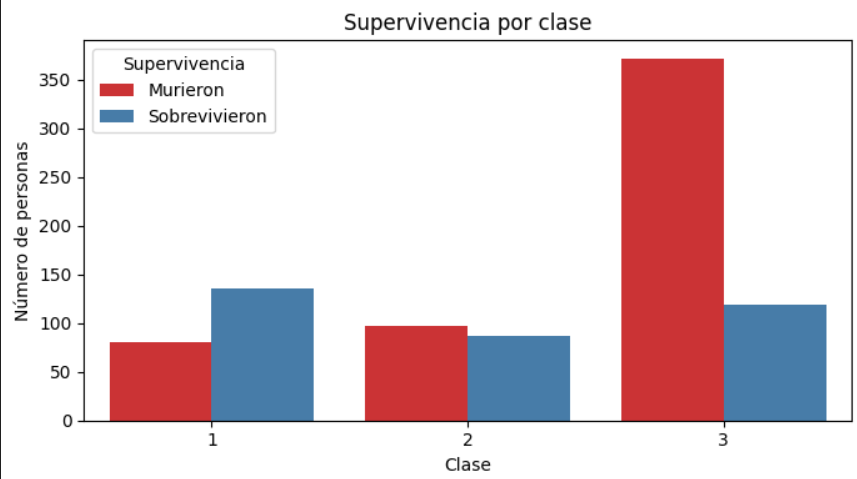 Supervivencia por clase
Supervivencia
Murieron
Sobrevivieron
Número de personas
350
300
250
200
150
100
50
0
1
2
3
Clase